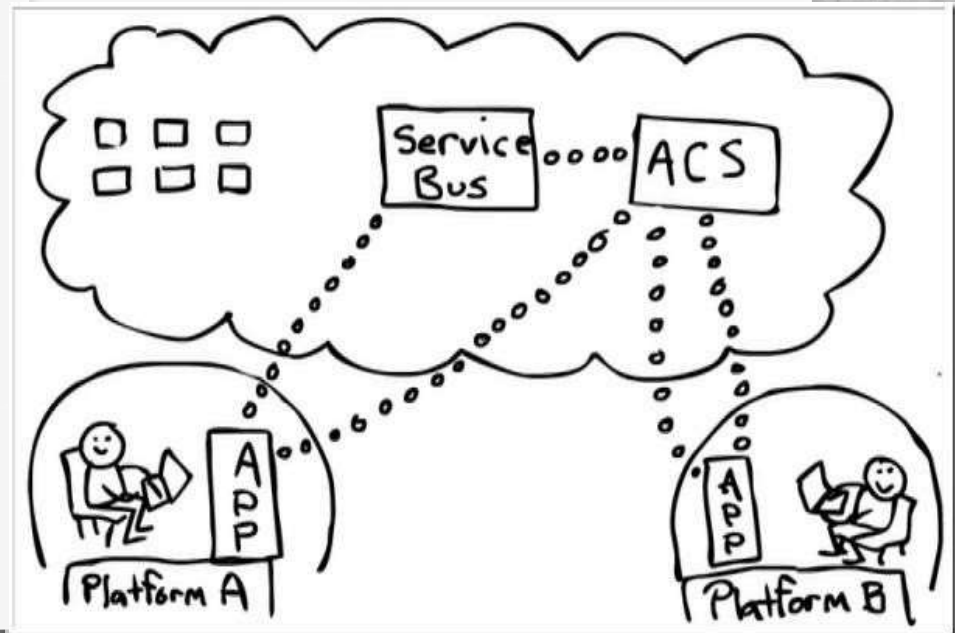 Service
Bus
ACS
APP
APP
Platform A
Platform B